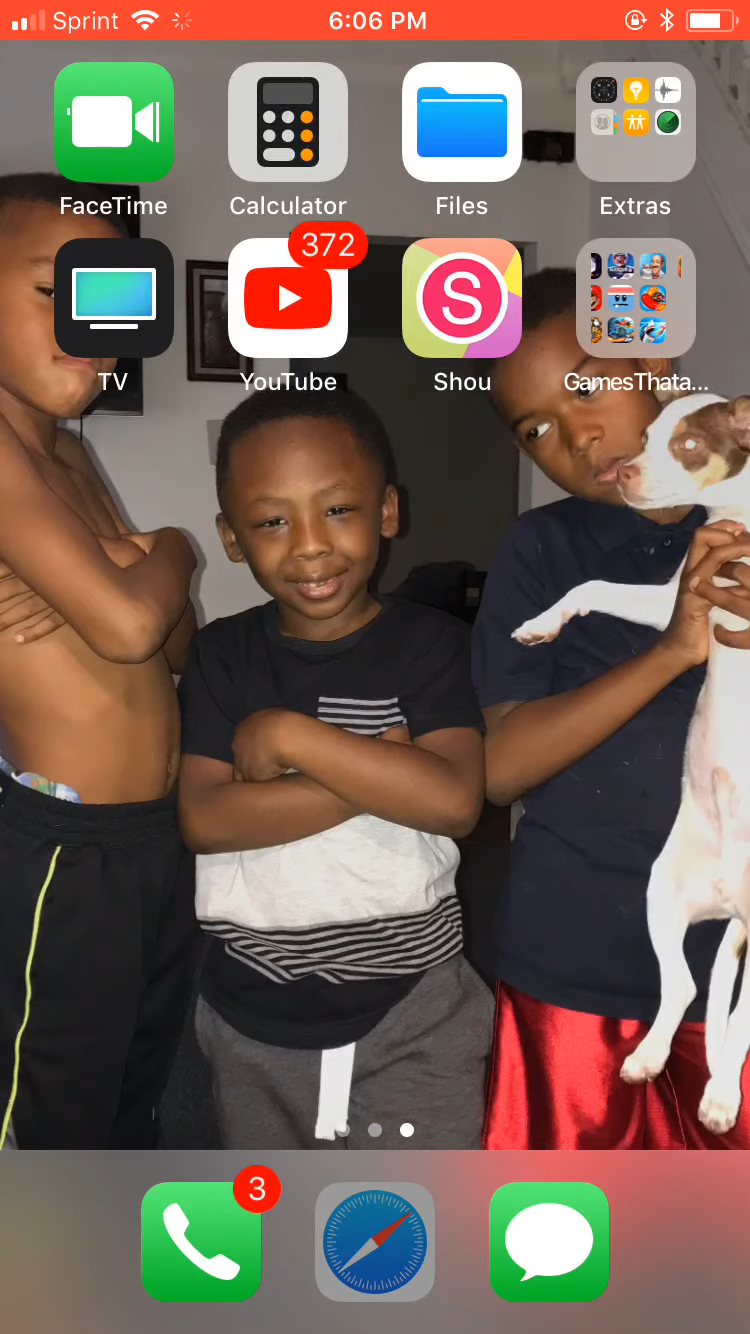 Sprint 6:06 PM
FaceTime Calculator Files Extras
372
TV YouTube Shou GamesThata...
3